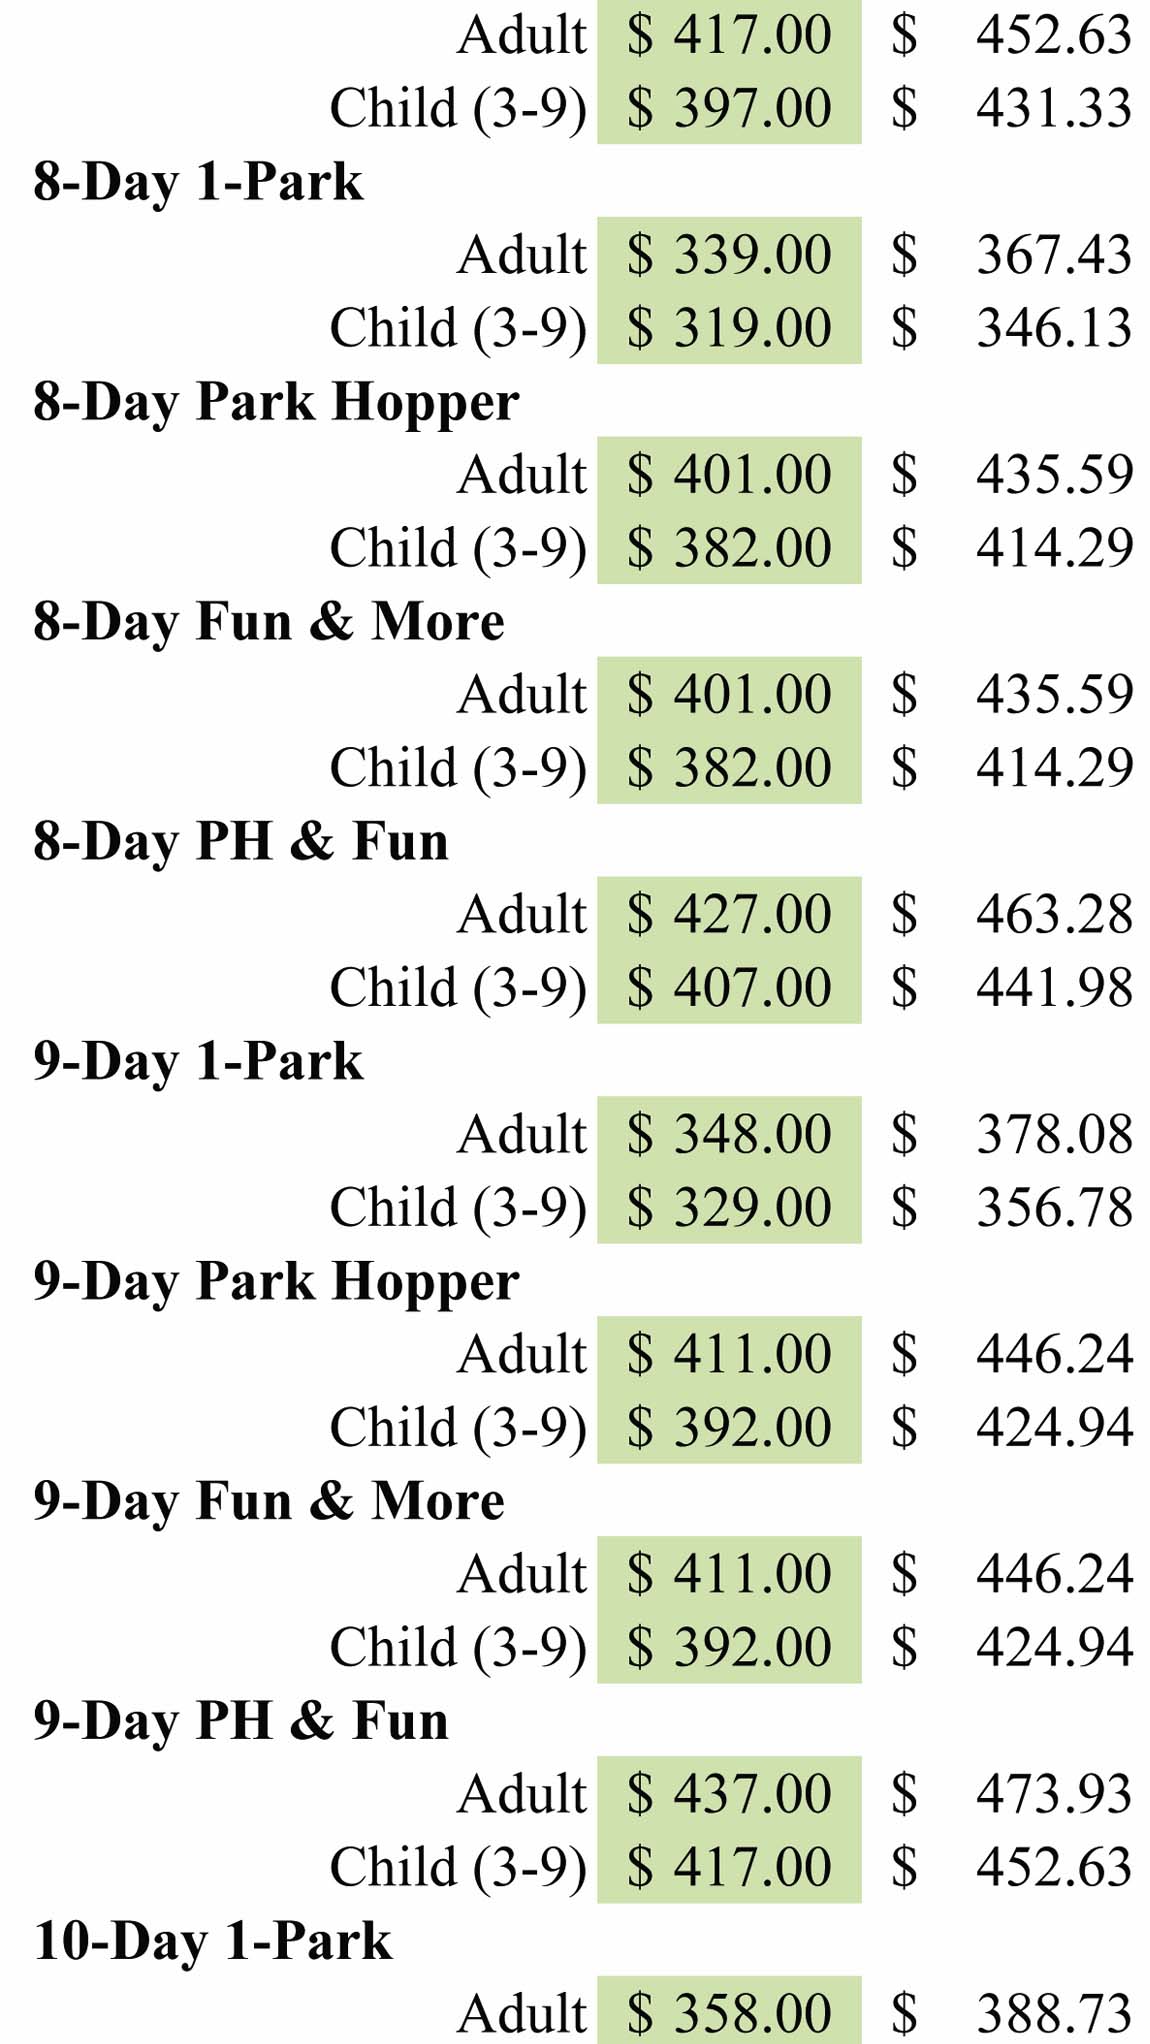 Adult $ 417.00 $ 452.63
Child (3-9) $ 397.00 $ 431.33
8-Day 1-Park
Adult $ 339.00 $ 367.43
Child (3-9) $ 319.00 $ 346.13
8-Day Park Hopper
Adult $ 401.00 $ 435.59
Child (3-9) $ 382.00 $ 414.29
8-Day Fun & More
Adult $ 401.00 $ 435.59
Child (3-9) $ 382.00 $ 414.29
8-Day PH & Fun
Adult $ 427.00 $ 463.28
Child (3-9) $ 407.00 $ 441.98
9-Day 1-Park
Adult $ 348.00 $ 378.08
Child (3-9) $ 329.00 $ 356.78
9-Day Park Hopper
Adult $ 411.00 $ 446.24
Child (3-9) $ 392.00 $ 424.94
9-Day Fun & More
Adult $ 411.00 $ 446.24
Child (3-9) $ 392.00 $ 424.94
9-Day PH & Fun
Adult $ 437.00 $ 473.93
Child (3-9) $ 417.00 $ 452.63
10-Day 1-Park
Adult $ 358.00 $ 388.73